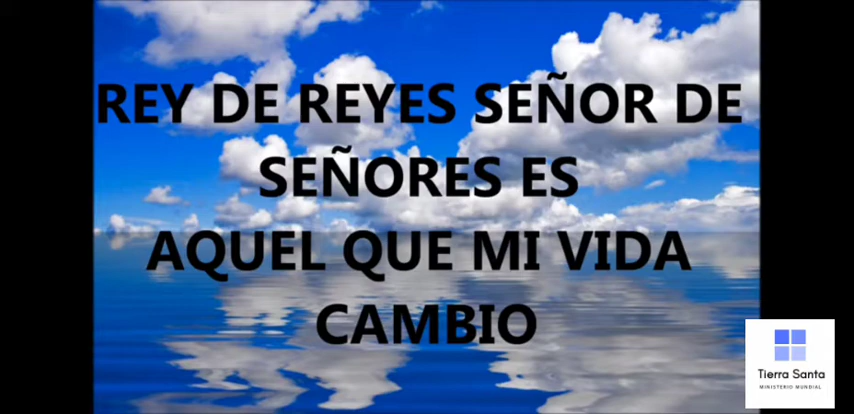 REY DE REYES SEÑOR DE
SEÑORES ES
AQUEL QUE MI VIDA
CAMBIO
Tierra Santa
MINISTERIO MUNDIAL